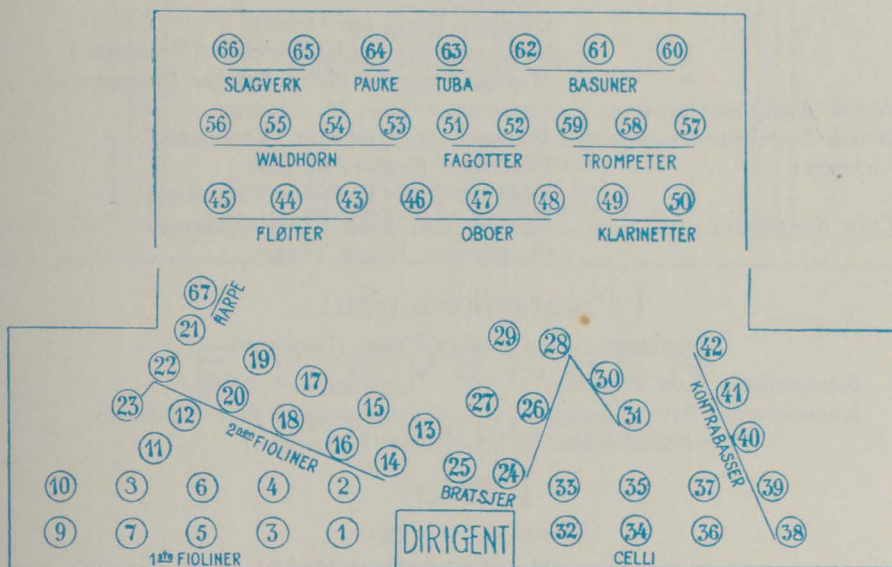 66 65 64 63 62 61 60
SLAGVERK PAUKE TUBA BASUNER
56 55 54 53 51 52 59 58 57
WALDHORN FAGOTTER TROMPETER
45 44 43 46 47 48 49 50
FLØITER OBOER KLARINETTER
67
HARPE
21
22
23
19
20
17
12
18
15
11
16
13
14
2nen FIOLINER
29
28
30
27
26
31
25
24
BRATSJER
42
41
40
39
38
KONTRABASSER
10 3 6 4 2 33 35 37
9 7 5 3 1 32 34 36
1ste FIOLINER
DIRIGENT
CELLI